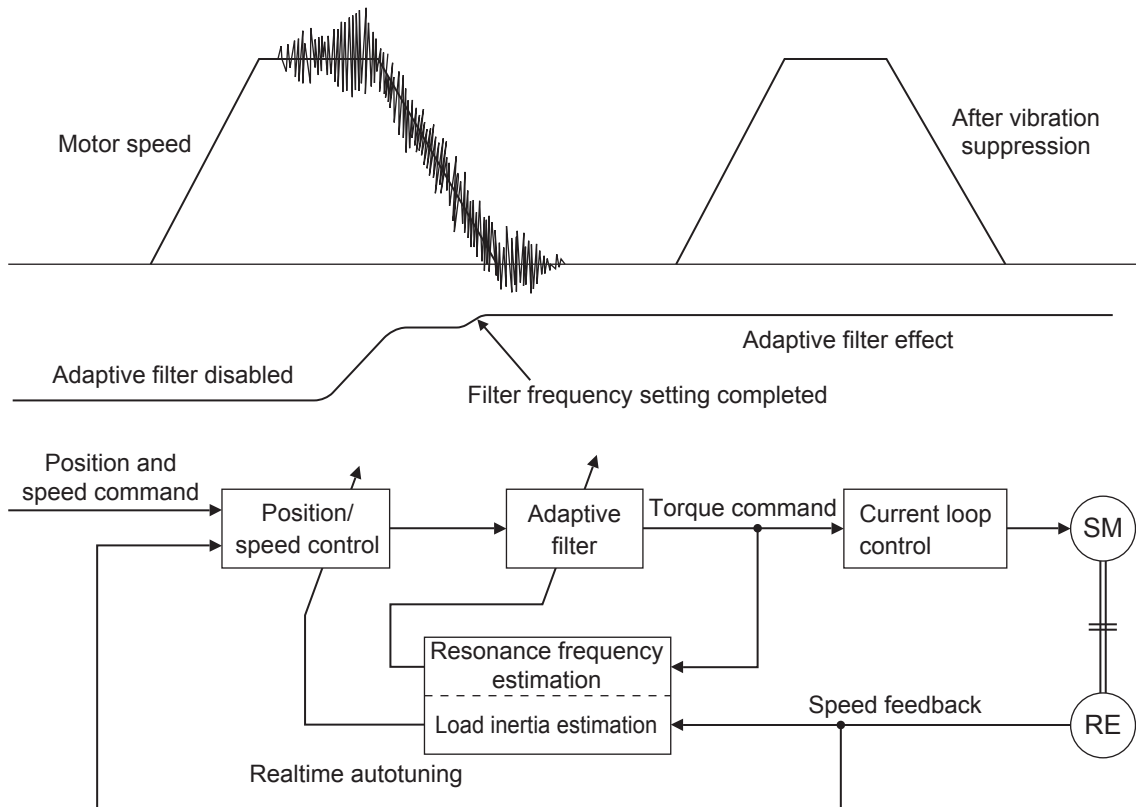 Motor speed
After vibration
suppression
Adaptive filter disabled
Adaptive filter effect
Filter frequency setting completed
Position and
speed command
Position/
speed control
Adaptive
filter
Torque command
Current loop
control
SM
Resonance frequency
estimation
Load inertia estimation
Speed feedback
RE
Realtime autotuning